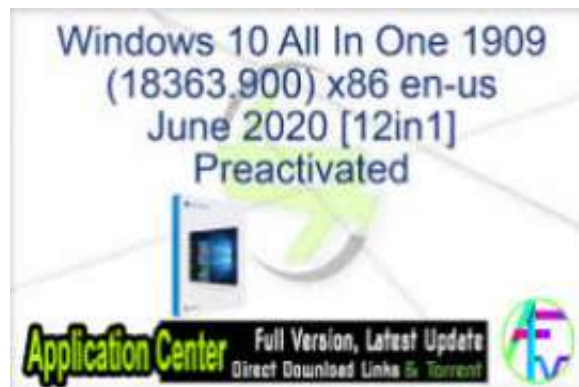 Windows 10 All In One 1909
(18363.900) x86 en-us
June 2020 [12in1]
Preactivated
Application Center
Full Version, Latest Update
Direct Download Links & Torrent